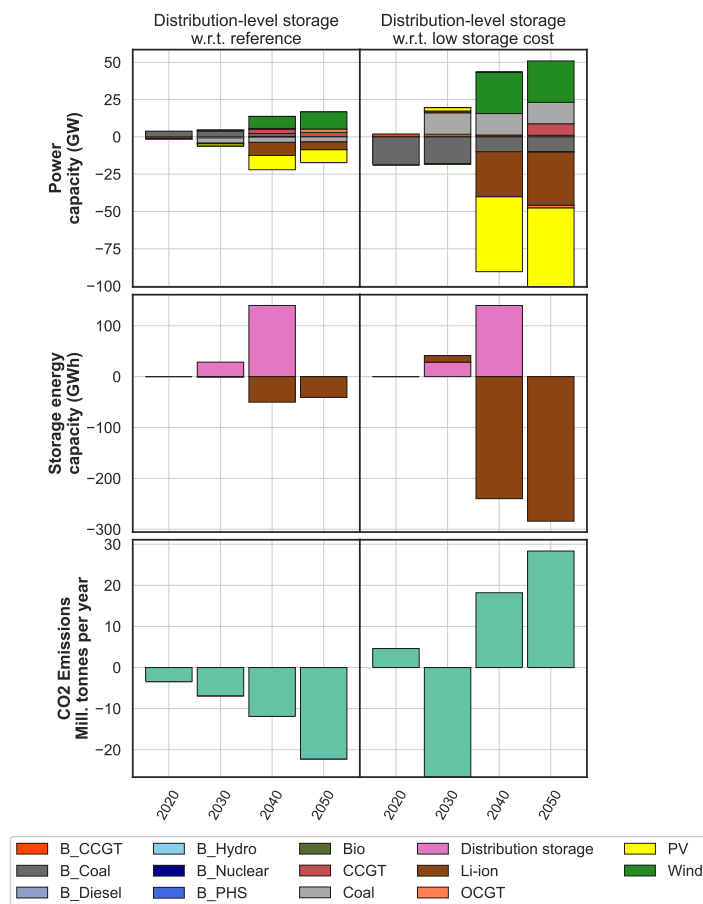 Distribution-level storage
w.r.t. reference
Distribution-level storage
w.r.t. low storage cost
Power
capacity (GW)
50
25
0
−25
−50
−75
−100
Storage energy
capacity (GWh)
100
0
−100
−200
−300
CO2 Emissions
Mill. tonnes per year
30
20
10
0
−10
−20
2020 2030 2040 2050 2020 2030 2040 2050
B_CCGT B_Hydro Bio Distribution storage PV
B_Coal B_Nuclear CCGT Li-ion Wind
B_Diesel B_PHS Coal OCGT